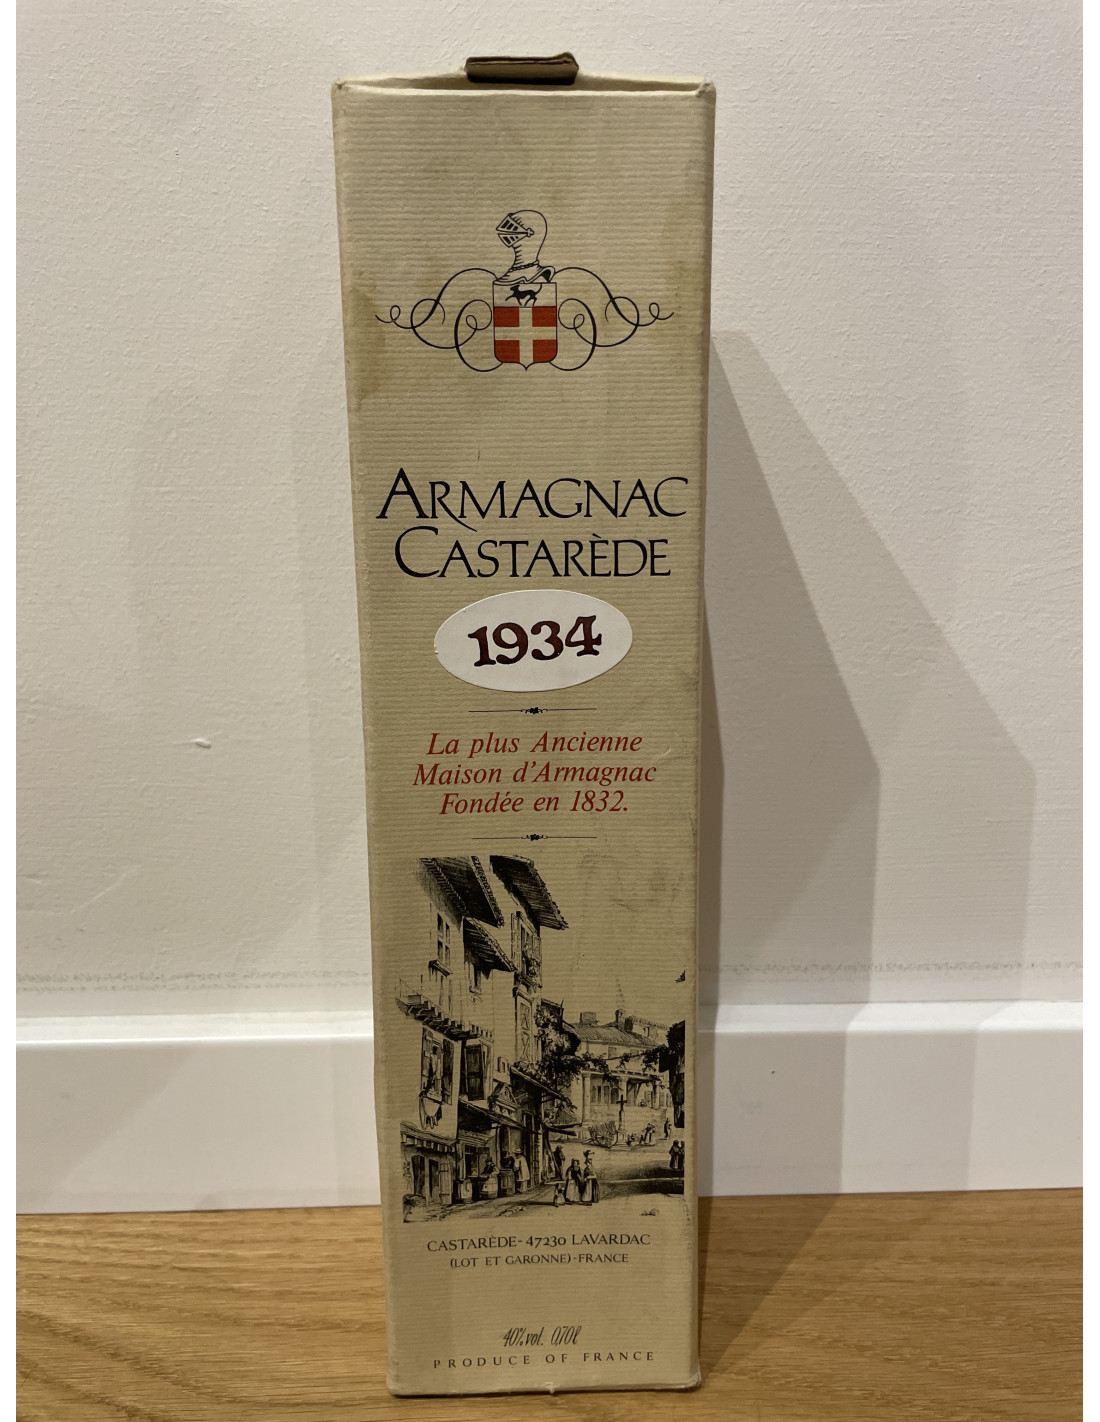 ARMAGNAC
CASTARÈDE
1934
La plus Ancienne
Maison d'Armagnac
Fondée en 1832.
CASTARÈDE-47230 LAVARDAC
(LOT ET GARONNE)-FRANCE
40% vol. 0,70ℓ
PRODUCE OF FRANCE